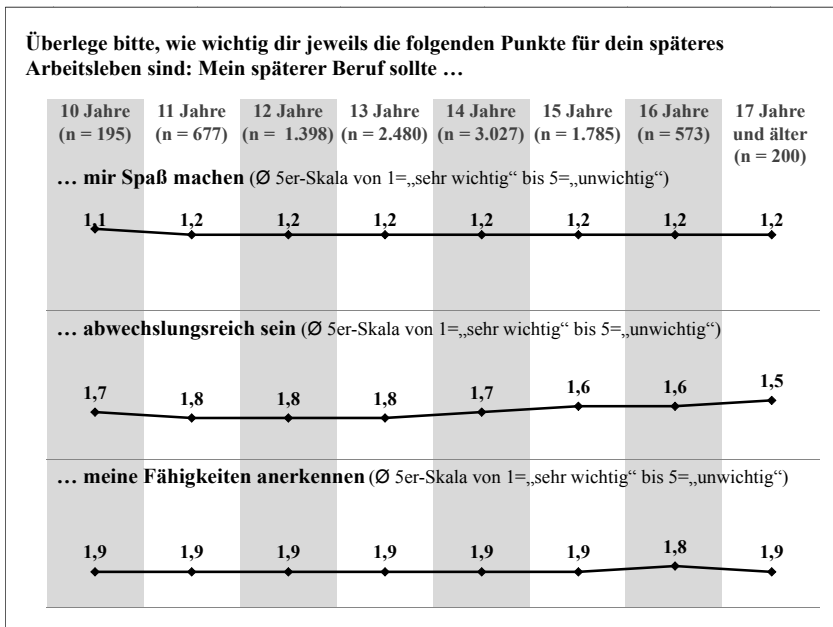 Überlege bitte, wie wichtig dir jeweils die folgenden Punkte für dein späteres
Arbeitsleben sind: Mein späterer Beruf sollte …
10 Jahre 11 Jahre 12 Jahre 13 Jahre 14 Jahre 15 Jahre 16 Jahre 17 Jahre
(n = 195) (n = 677) (n = 1.398) (n = 2.480) (n = 3.027) (n = 1.785) (n = 573) und älter
(n = 200)
… mir Spaß machen (Ø 5er-Skala von 1=„sehr wichtig“ bis 5=„unwichtig“)
1,1 1,2 1,2 1,2 1,2 1,2 1,2 1,2
… abwechslungsreich sein (Ø 5er-Skala von 1=„sehr wichtig“ bis 5=„unwichtig“)
1,7 1,8 1,8 1,8 1,7 1,6 1,6 1,5
… meine Fähigkeiten anerkennen (Ø 5er-Skala von 1=„sehr wichtig“ bis 5=„unwichtig“)
1,9 1,9 1,9 1,9 1,9 1,9 1,8 1,9